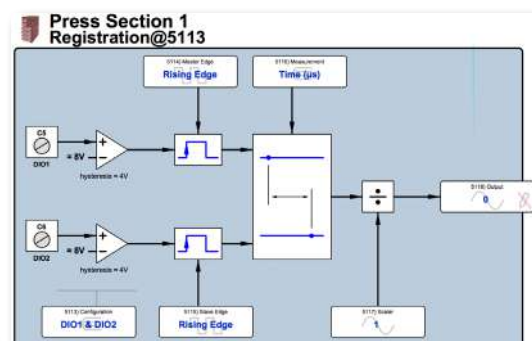 Press Section 1
Registration@5113
5114) Master Edge
Rising Edge
5116) Measurement
Time (µs)
C5
DIO1
= 8V
+
−
hysteresis = 4V
5118) Output
0
÷
C6
DIO2
= 8V
+
−
hysteresis = 4V
5113) Configuration
DIO1 & DIO2
5115) Slave Edge
Rising Edge
5117) Scaler
1